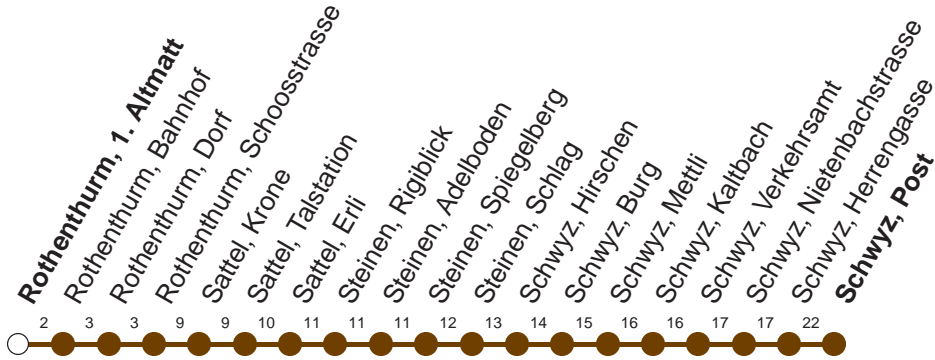 Rothenthurm, 1. Altmatt
Rothenthurm, Bahnhof
Rothenthurm, Dorf
Rothenthurm, Schoosstrasse
Sattel, Krone
Sattel, Talstation
Sattel, Erli
Steinen, Rigiblick
Steinen, Adelboden
Steinen, Spiegelberg
Steinen, Schlag
Schwyz, Hirschen
Schwyz, Burg
Schwyz, Mettli
Schwyz, Kaltbach
Schwyz, Verkehrsamt
Schwyz, Nietenbachstrasse
Schwyz, Herrengasse
Schwyz, Post
2 3 3 9 9 10 11 11 11 12 13 14 15 16 16 17 17 22